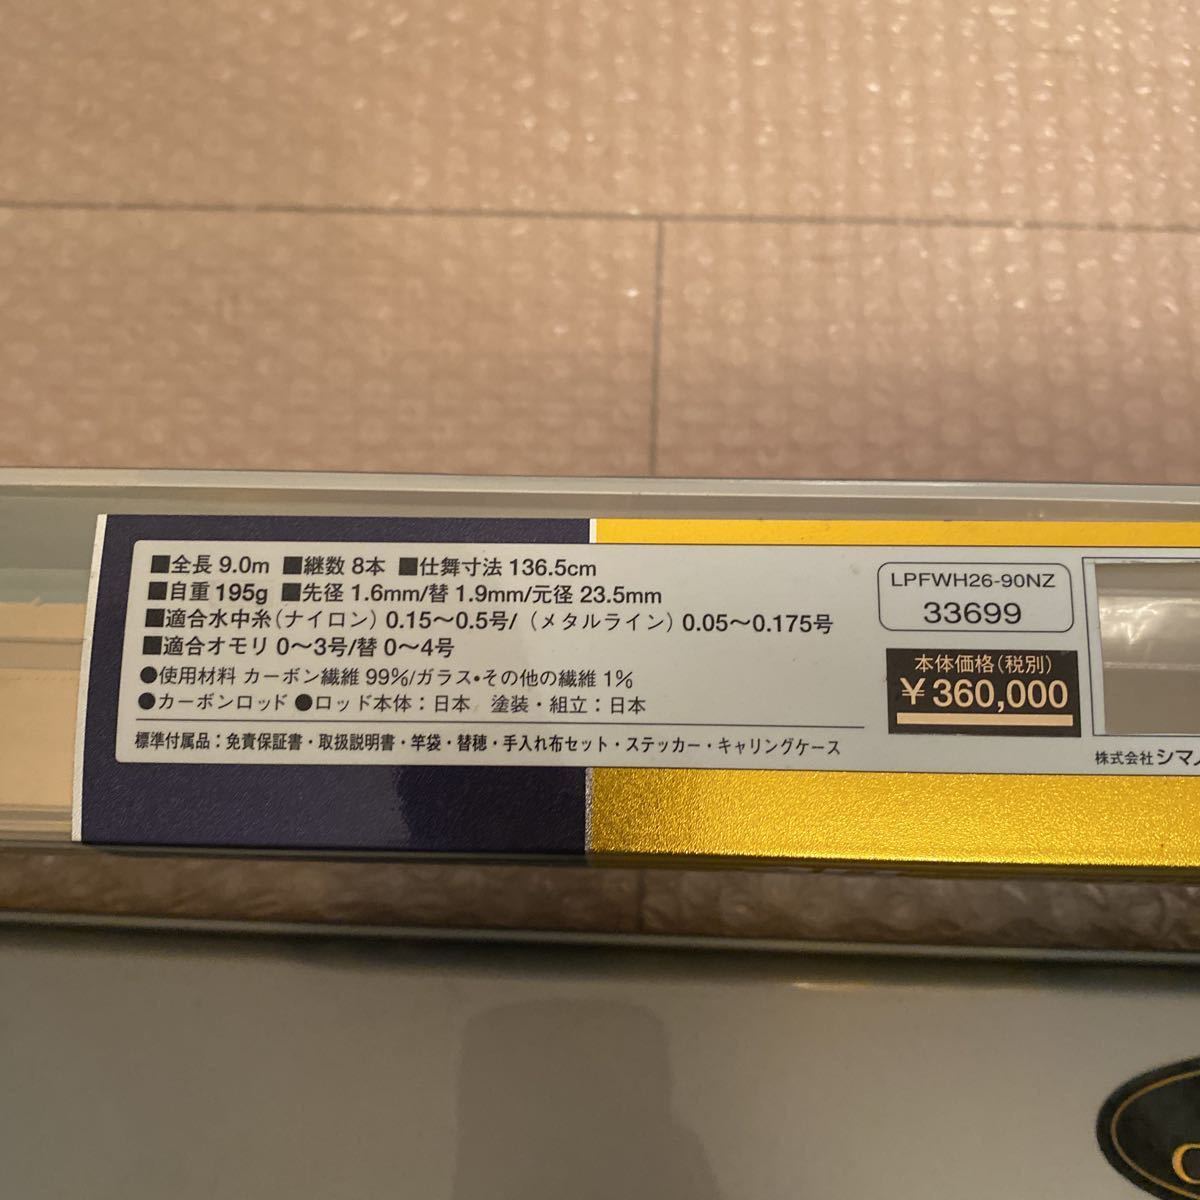 ■全長 9.0m ■継数 8本 ■仕舞寸法 136.5cm
■自重 195g ■先径 1.6mm/替 1.9mm/元径 23.5mm
■適合水中糸（ナイロン）0.15〜0.5号/（メタルライン）0.05〜0.175号
■適合オモリ 0〜3号/替 0〜4号
●使用材料 カーボン繊維 99%/ガラス・その他の繊維 1%
●カーボンロッド ●ロッド本体：日本　塗装・組立：日本
標準付属品：免責保証書・取扱説明書・竿袋・替穂・手入れ布セット・ステッカー・キャリングケース
LPFWH26-90NZ
33699
本体価格（税別）
￥360,000
株式会社 シマノ